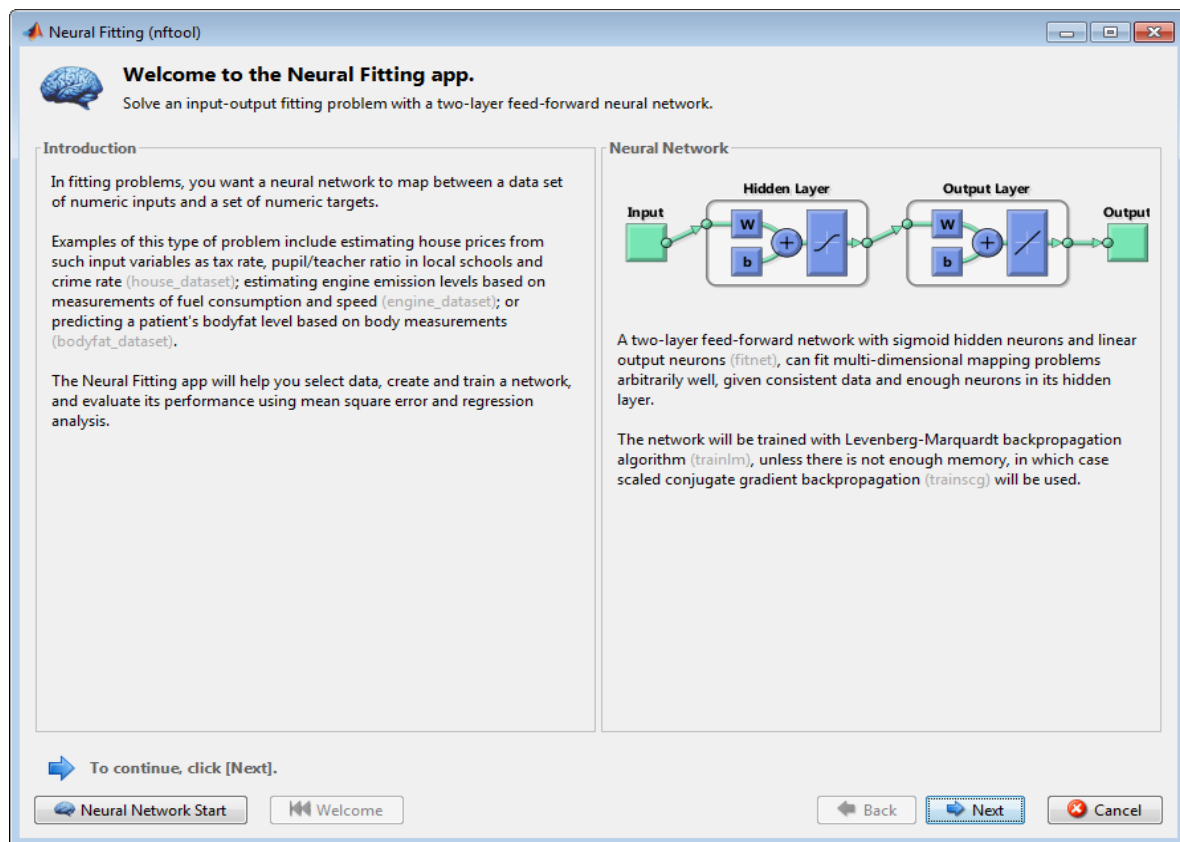 Neural Fitting (nftool)
Welcome to the Neural Fitting app.
Solve an input-output fitting problem with a two-layer feed-forward neural network.
Introduction
In fitting problems, you want a neural network to map between a data set
of numeric inputs and a set of numeric targets.
Examples of this type of problem include estimating house prices from
such input variables as tax rate, pupil/teacher ratio in local schools and
crime rate (house_dataset); estimating engine emission levels based on
measurements of fuel consumption and speed (engine_dataset); or
predicting a patient's bodyfat level based on body measurements
(bodyfat_dataset).
The Neural Fitting app will help you select data, create and train a network,
and evaluate its performance using mean square error and regression
analysis.
Neural Network
Hidden Layer Output Layer
Input Output
W W
b b
A two-layer feed-forward network with sigmoid hidden neurons and linear
output neurons (fitnet), can fit multi-dimensional mapping problems
arbitrarily well, given consistent data and enough neurons in its hidden
layer.
The network will be trained with Levenberg-Marquardt backpropagation
algorithm (trainlm), unless there is not enough memory, in which case
scaled conjugate gradient backpropagation (trainscg) will be used.
To continue, click [Next].
Neural Network Start Welcome Back Next Cancel